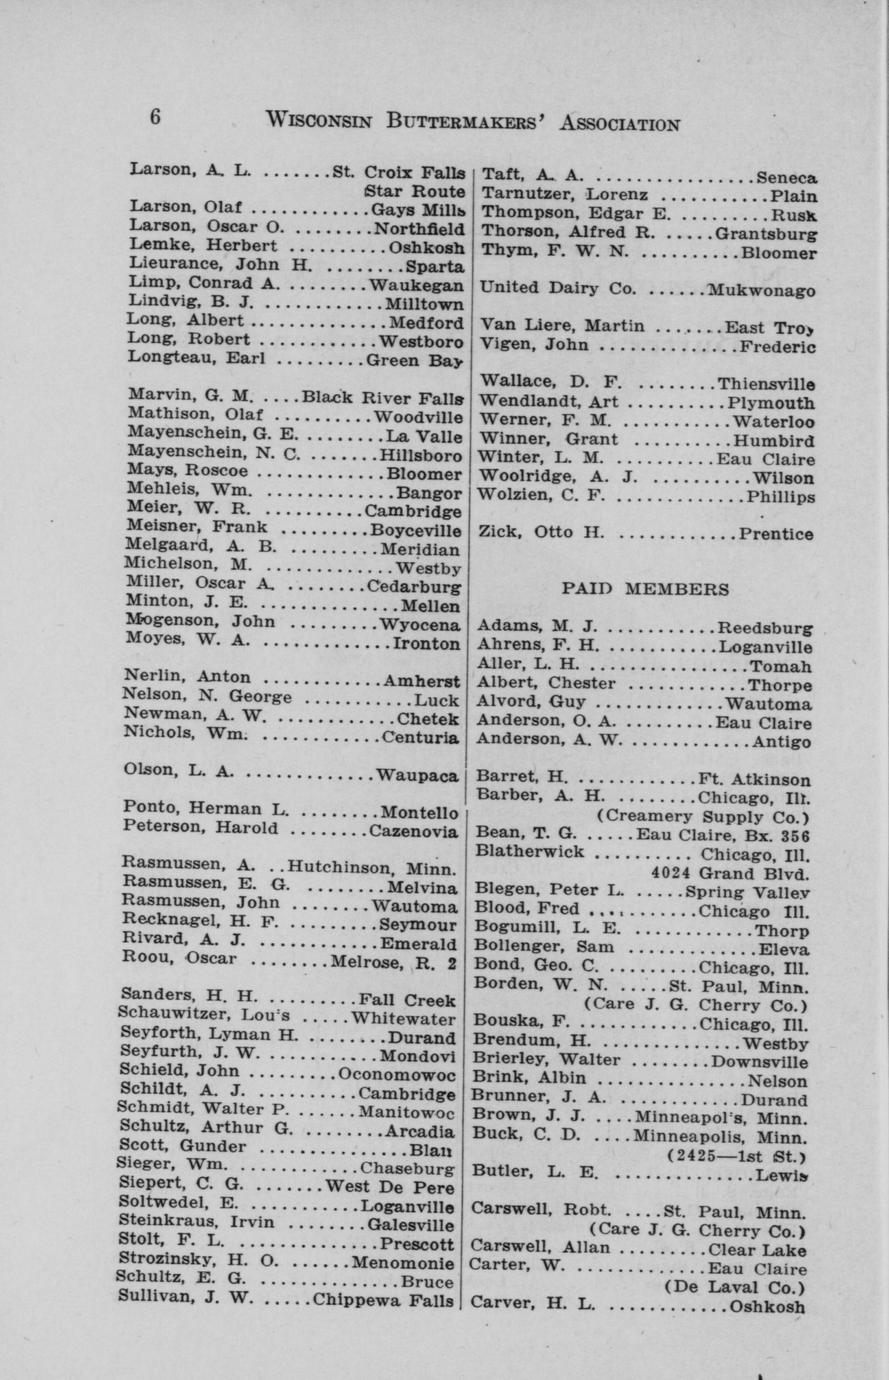 6 WISCONSIN BUTTERMAKERS' ASSOCIATION
Larson, A. L. ........St. Croix Falls
Star Route
Larson, Olaf ............Gays Mills
Larson, Oscar O. .........Northfield
Lemke, Herbert ..........Oshkosh
Lieurance, John H. ........Sparta
Limp, Conrad A. ........Waukegan
Lindvig, B. J. ............Milltown
Long, Albert ..............Medford
Long, Robert ............Westboro
Longteau, Earl .........Green Bay
Marvin, G. M. ....Black River Falls
Mathison, Olaf ..........Woodville
Mayenschein, G. E. ........La Valle
Mayenschein, N. C. .......Hillsboro
Mays, Roscoe .............Bloomer
Mehleis, Wm. .............Bangor
Meier, W. R. ..........Cambridge
Meisner, Frank .........Boyceville
Melgaard, A. B. .........Meridian
Michelson, M. .............Westby
Miller, Oscar A. ........Cedarburg
Minton, J. E. ..............Mellen
Mogenson, John .........Wyocena
Moyes, W. A. .............Ironton
Nerlin, Anton ............Amherst
Nelson, N. George ...........Luck
Newman, A. W. ............Chetek
Nichols, Wm. ............Centuria
Olson, L. A. .............Waupaca
Ponto, Herman L. ........Montello
Peterson, Harold ........Cazenovia
Rasmussen, A. ..Hutchinson, Minn.
Rasmussen, E. G. ........Melvina
Rasmussen, John ........Wautoma
Recknagel, H. F. .........Seymour
Rivard, A. J. ............Emerald
Roou, Oscar ........Melrose, R. 2
Sanders, H. H. .........Fall Creek
Schauwitzer, Lou's .....Whitewater
Seyforth, Lyman H. ........Durand
Seyfurth, J. W. ...........Mondovi
Schield, John .........Oconomowoc
Schildt, A. J. ..........Cambridge
Schmidt, Walter P. ......Manitowoc
Schultz, Arthur G. ........Arcadia
Scott, Gunder ..............Blair
Sieger, Wm. ............Chaseburg
Siepert, C. G. .......West De Pere
Soltwedel, E. ...........Loganville
Steinkraus, Irvin ........Galesville
Stolt, F. L. ..............Prescott
Strozinsky, H. O. ......Menomonie
Schultz, E. G. ..............Bruce
Sullivan, J. W. .....Chippewa Falls
Taft, A. A. ................Seneca
Tarnutzer, Lorenz ...........Plain
Thompson, Edgar E. .........Rusk
Thorson, Alfred R. .....Grantsburg
Thym, F. W. N. ..........Bloomer
United Dairy Co. ......Mukwonago
Van Liere, Martin .......East Troy
Vigen, John ..............Frederic
Wallace, D. F. ........Thiensville
Wendlandt, Art ..........Plymouth
Werner, F. M. ...........Waterloo
Winner, Grant ..........Humbird
Winter, L. M. ..........Eau Claire
Woolridge, A. J. ..........Wilson
Wolzien, C. F. .............Phillips
Zick, Otto H. ............Prentice
PAID MEMBERS
Adams, M. J. ...........Reedsburg
Ahrens, F. H. ...........Loganville
Aller, L. H. ................Tomah
Albert, Chester ............Thorpe
Alvord, Guy .............Wautoma
Anderson, O. A. .........Eau Claire
Anderson, A. W. ............Antigo
Barret, H. ............Ft. Atkinson
Barber, A. H. ........Chicago, Ill.
(Creamery Supply Co.)
Bean, T. G. .....Eau Claire, Bx. 356
Blatherwick .......... Chicago, Ill.
4024 Grand Blvd.
Blegen, Peter L. .....Spring Valley
Blood, Fred ...........Chicago Ill.
Bogumill, L. E. ............Thorp
Bollenger, Sam .............Eleva
Bond, Geo. C. .........Chicago, Ill.
Borden, W. N. .....St. Paul, Minn.
(Care J. G. Cherry Co.)
Bouska, F. ............Chicago, Ill.
Brendum, H. ..............Westby
Brierley, Walter ........Downsville
Brink, Albin ...............Nelson
Brunner, J. A. ............Durand
Brown, J. J. ....Minneapol's, Minn.
Buck, C. D. ....Minneapolis, Minn.
(2425—1st St.)
Butler, L. E. ..............Lewis
Carswell, Robt. ....St. Paul, Minn.
(Care J. G. Cherry Co.)
Carswell, Allan .........Clear Lake
Carter, W. .............Eau Claire
(De Laval Co.)
Carver, H. L. ............Oshkosh